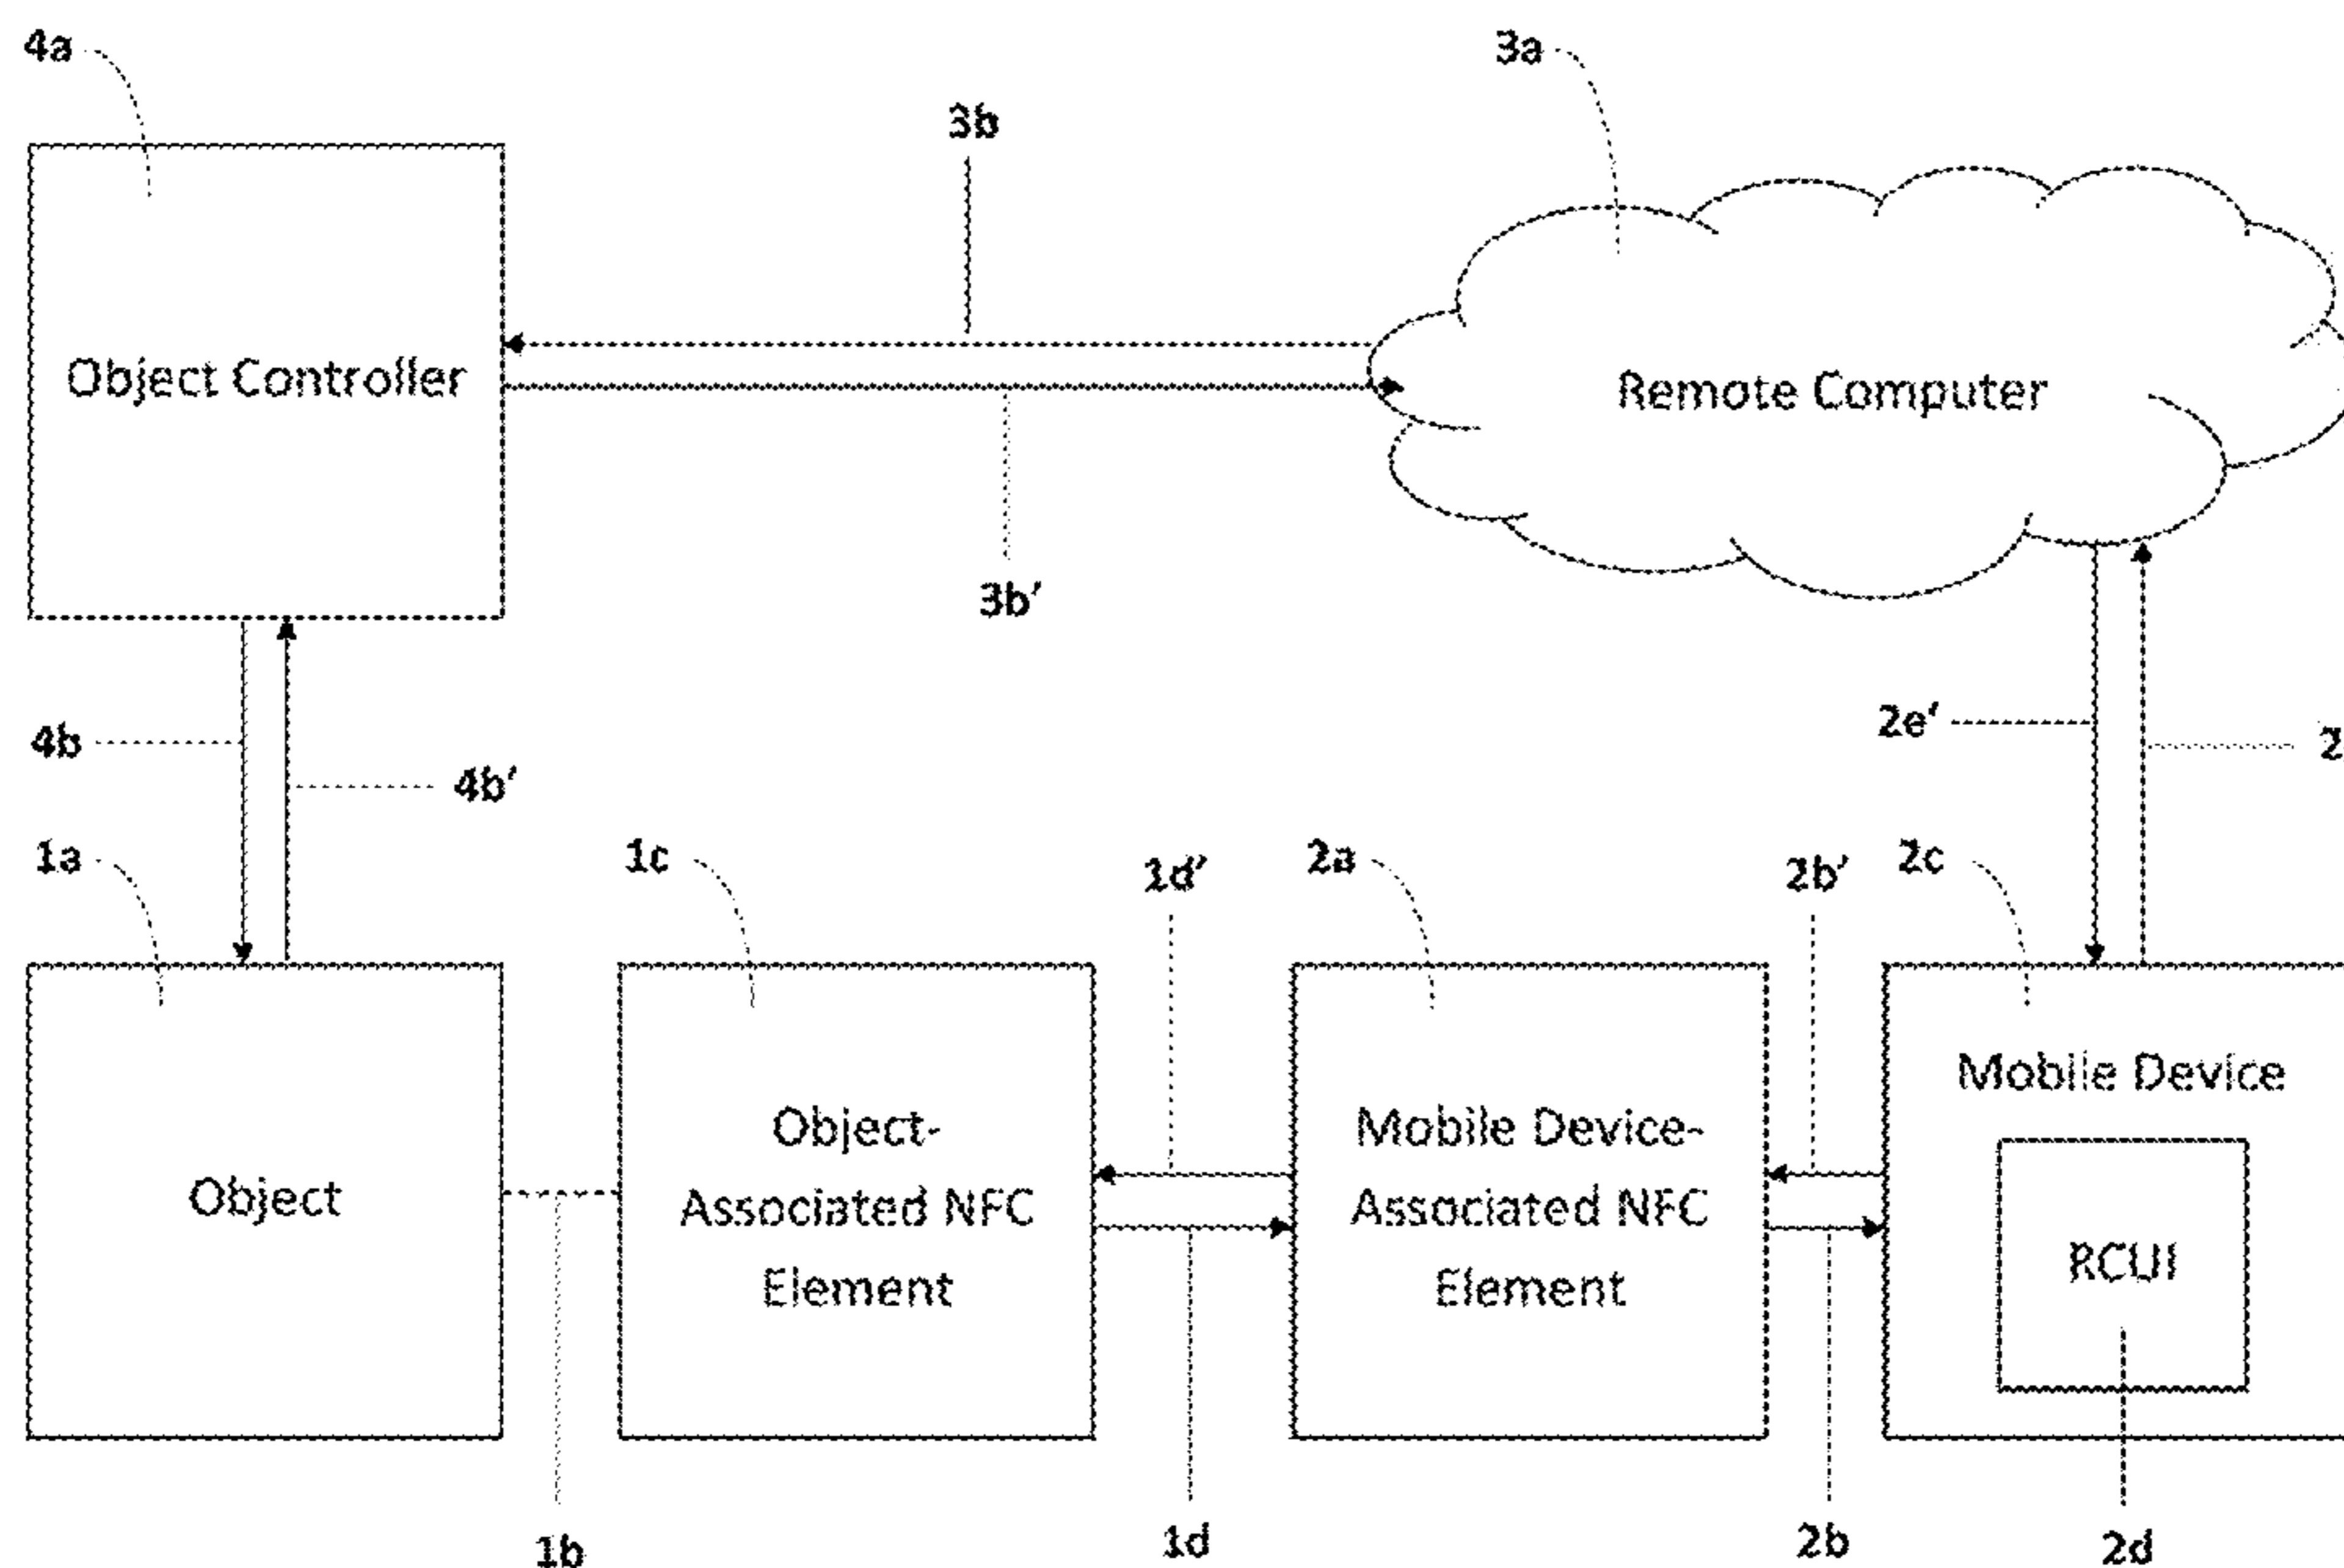 4a
3a
3b
Object Controller
Remote Computer
3b'
2e'
4b
4b'
1a
1c
1d'
2a
2b'
2c
Mobile Device
Object-
Associated NFC
Element
Mobile Device-
Associated NFC
Element
Object
RCUI
1b
1d
2b
2d